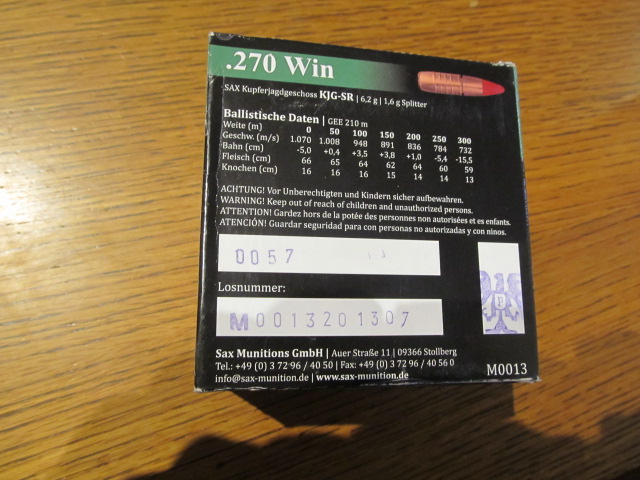 .270 Win
SAX Kupferjagdgeschoss KJG-SR | 6,2 g | 1,6 g Splitter
Ballistische Daten | GEE 210 m
Weite (m) 0 50 100 150 200 250 300
Geschw. (m/s) 1.070 1.008 948 891 836 784 732
Bahn (cm) -5,0 +0,4 +3,5 +3,8 +1,0 -5,4 -15,5
Fleisch (cm) 66 65 64 62 64 60 59
Knochen (cm) 16 16 16 15 14 14 13
ACHTUNG! Vor Unberechtigten und Kindern sicher aufbewahren.
WARNING! Keep out of reach of children and unauthorized persons.
ATTENTION! Gardez hors de la potée des personnes non autorisées et es enfants.
ATENCIÓN! Guardar seguridad para con personas no autorizadas y con ninos.
0057
Losnummer:
M0013201307
Sax Munitions GmbH | Auer Straße 11 | 09366 Stollberg
Tel.: +49 (0) 3 72 96 / 40 50 | Fax: +49 (0) 3 72 96 / 40 56 0
info@sax-munition.de | www.sax-munition.de
M0013